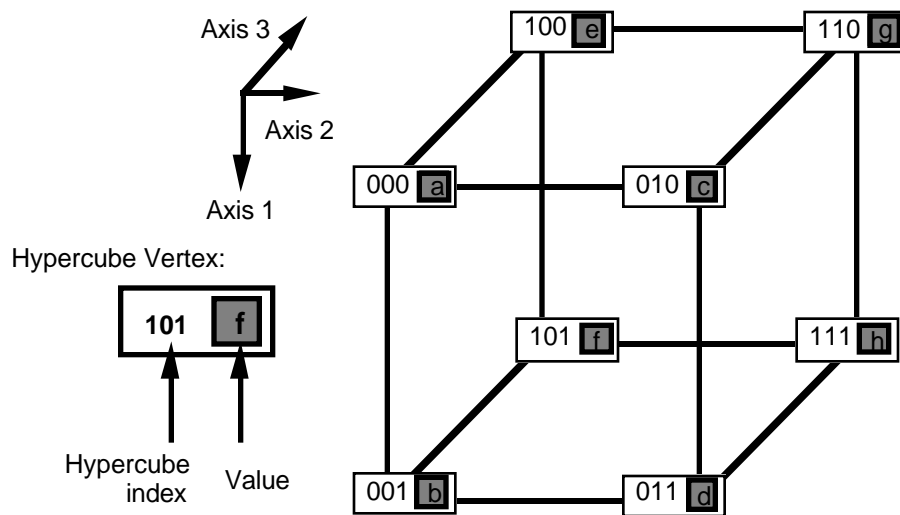 100 e
110 g
Axis 3
Axis 2
000 a
010 c
Axis 1
Hypercube Vertex:
101 f
101 f
111 h
Hypercube
index
Value
001 b
011 d